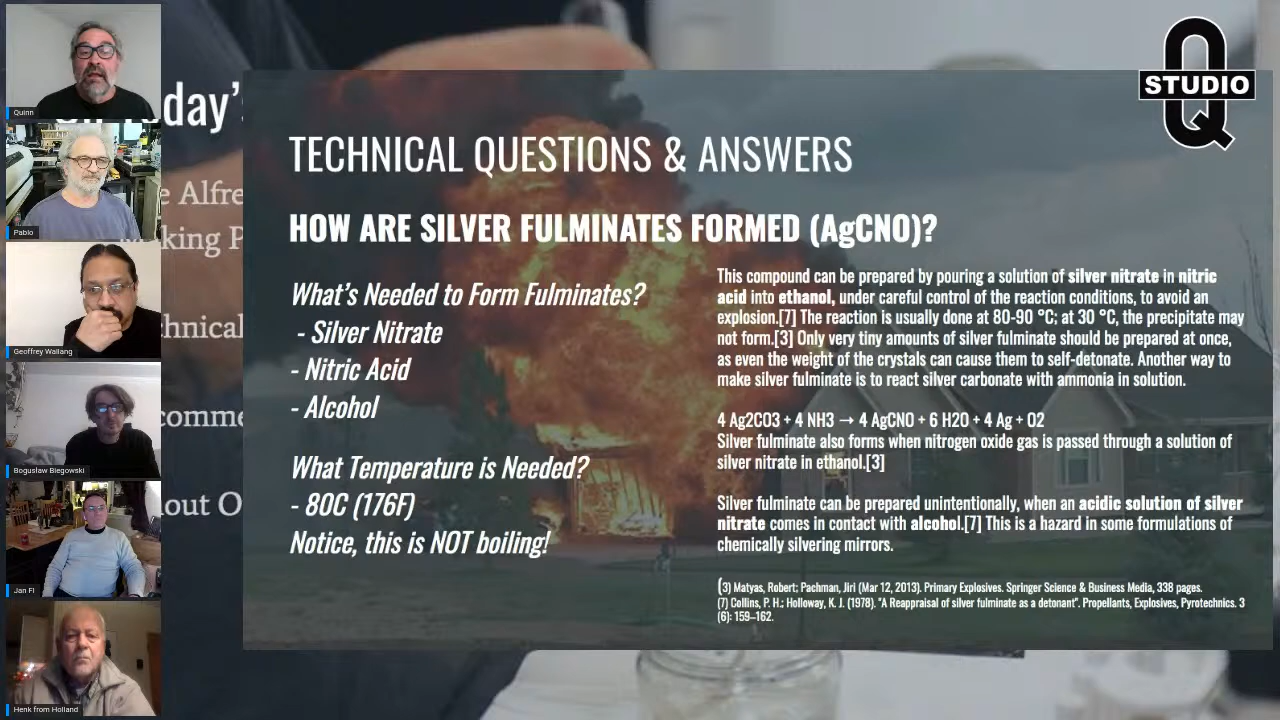 Quinn
Pablo
Geoffrey Wallang
Bogusław Biegowski
Jan Fl
Henk from Holland
day's
e Alfre
king P
chnical
comme
out O
STUDIO
Q
TECHNICAL QUESTIONS & ANSWERS
HOW ARE SILVER FULMINATES FORMED (AgCNO)?
What's Needed to Form Fulminates?
- Silver Nitrate
- Nitric Acid
- Alcohol
What Temperature is Needed?
- 80C (176F)
Notice, this is NOT boiling!
This compound can be prepared by pouring a solution of silver nitrate in nitric
acid into ethanol, under careful control of the reaction conditions, to avoid an
explosion.[7] The reaction is usually done at 80-90 °C; at 30 °C, the precipitate may
not form.[3] Only very tiny amounts of silver fulminate should be prepared at once,
as even the weight of the crystals can cause them to self-detonate. Another way to
make silver fulminate is to react silver carbonate with ammonia in solution.
4 Ag2CO3 + 4 NH3 → 4 AgCNO + 6 H2O + 4 Ag + O2
Silver fulminate also forms when nitrogen oxide gas is passed through a solution of
silver nitrate in ethanol.[3]
Silver fulminate can be prepared unintentionally, when an acidic solution of silver
nitrate comes in contact with alcohol.[7] This is a hazard in some formulations of
chemically silvering mirrors.
(3) Matyas, Robert; Pachman, Jiri (Mar 12, 2013). Primary Explosives. Springer Science & Business Media, 338 pages.
(7) Collins, P. H.; Holloway, K. J. (1978). "A Reappraisal of silver fulminate as a detonant". Propellants, Explosives, Pyrotechnics. 3
(6): 159–162.